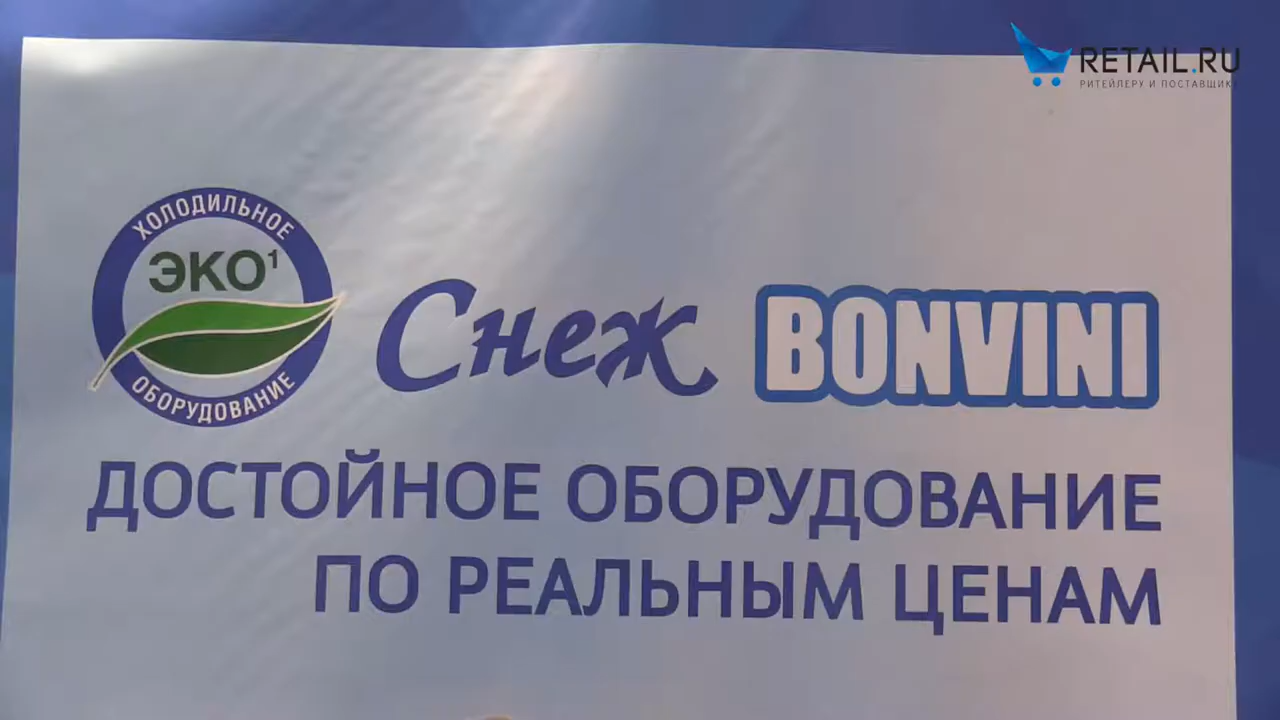 RETAIL.RU
РИТЕЙЛЕРУ И ПОСТАВЩИКУ
ХОЛОДИЛЬНОЕ
ЭКО¹
ОБОРУДОВАНИЕ
Снеж BONVINI
ДОСТОЙНОЕ ОБОРУДОВАНИЕ
ПО РЕАЛЬНЫМ ЦЕНАМ